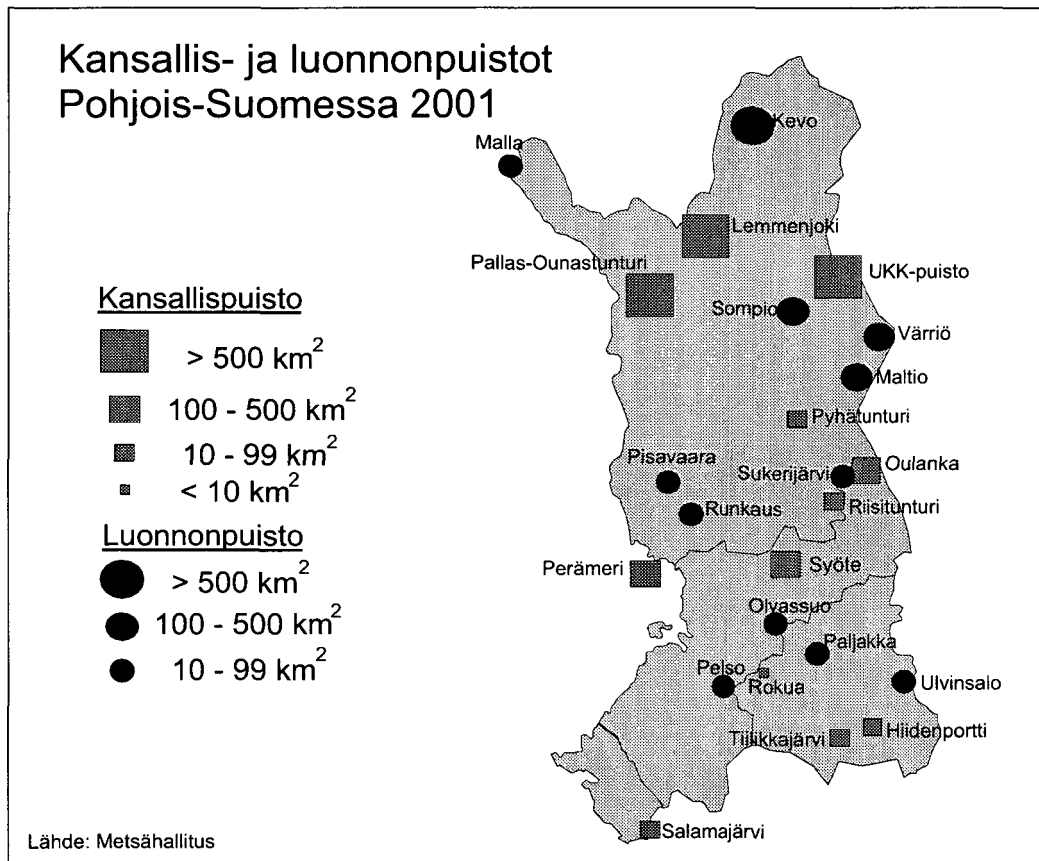 Kansallis- ja luonnonpuistot
Pohjois-Suomessa 2001
Kevo
Malla
Lemmenjoki
Pallas-Ounastunturi
UKK-puisto
Kansallispuisto
Sompio
Värriö
> 500 km²
Maltio
100 - 500 km²
Pyhätunturi
10 - 99 km²
Pisavaara
Oulanka
Sukerijärvi
< 10 km²
Runkaus
Riisitunturi
Luonnonpuisto
> 500 km²
Perämeri
Syöte
Olvassuo
100 - 500 km²
Paljakka
10 - 99 km²
Pelso
Rokua
Ulvinsalo
Hiidenportti
Tiilikkajärvi
Salamajärvi
Lähde: Metsähallitus